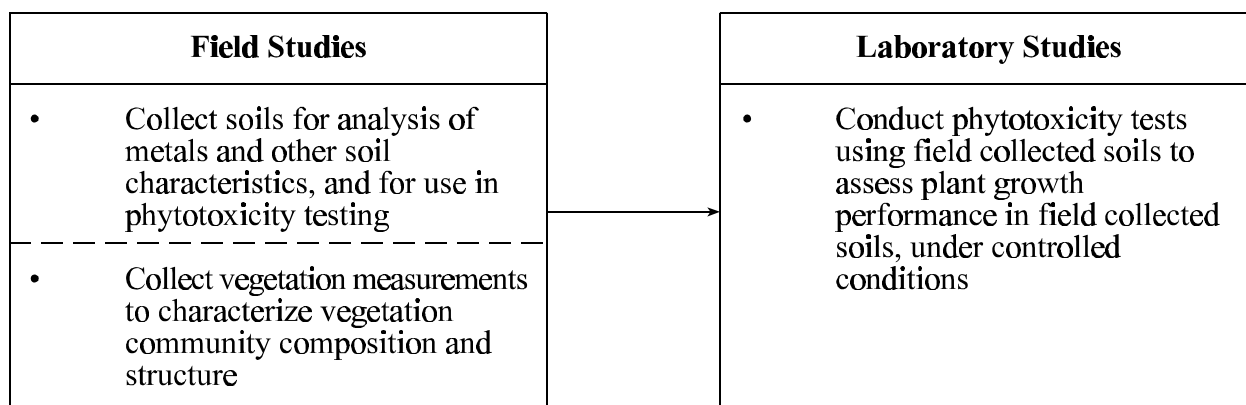 Field Studies
• Collect soils for analysis of
metals and other soil
characteristics, and for use in
phytotoxicity testing
• Collect vegetation measurements
to characterize vegetation
community composition and
structure
Laboratory Studies
• Conduct phytotoxicity tests
using field collected soils to
assess plant growth
performance in field collected
soils, under controlled
conditions